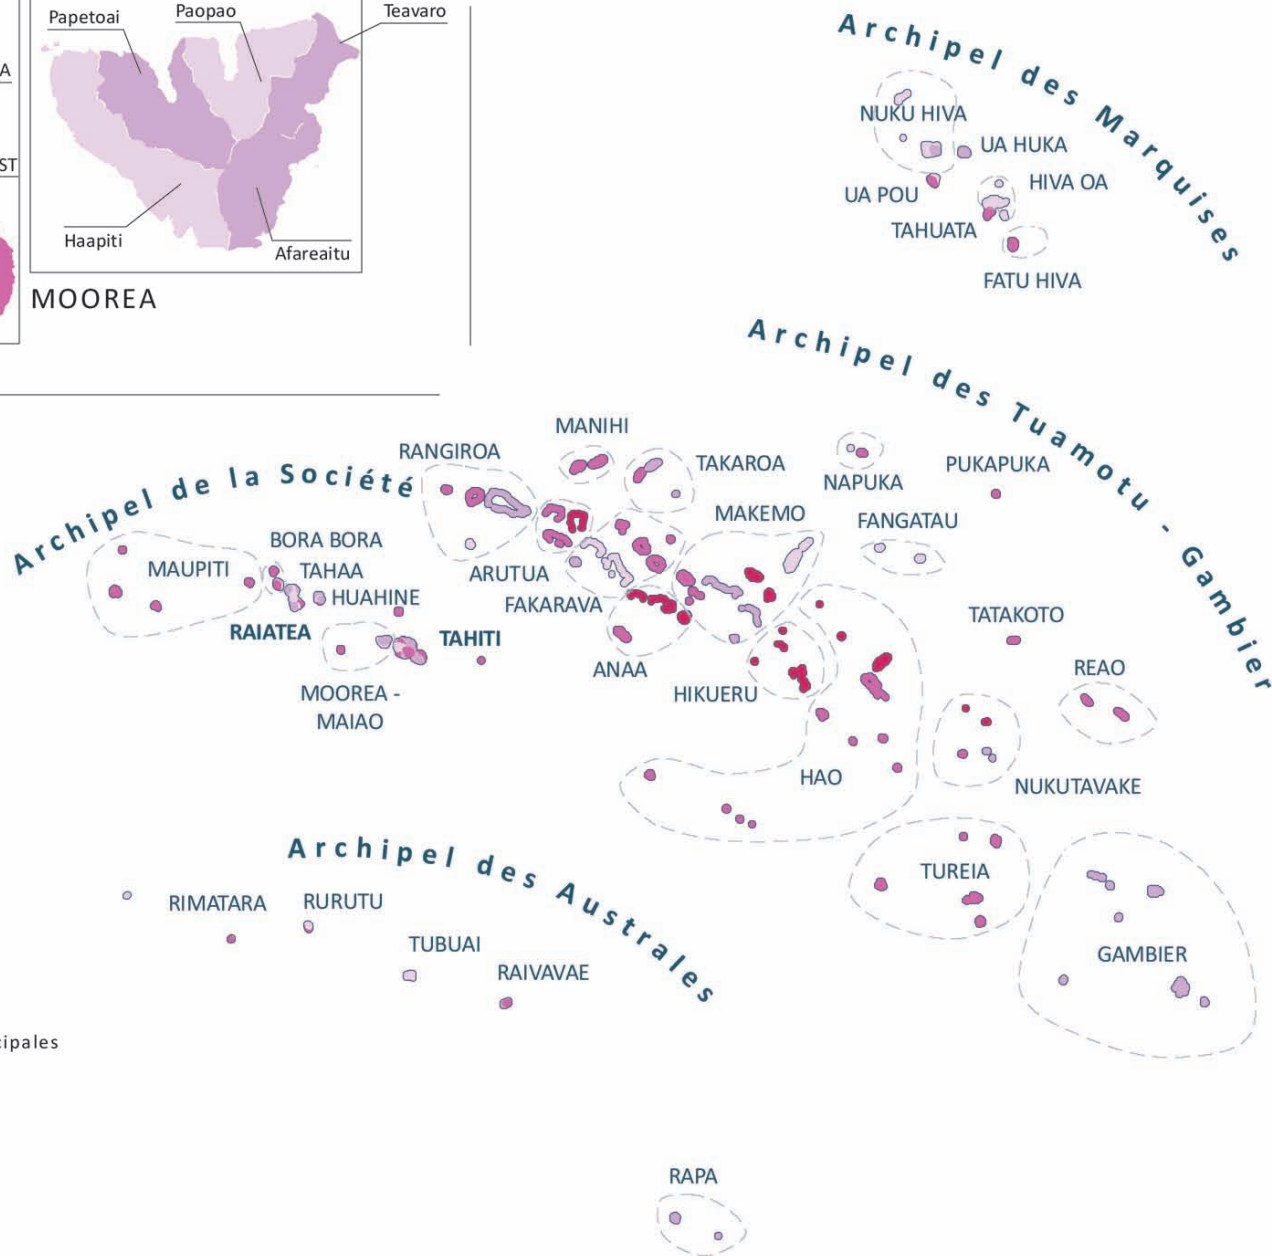 Papetoai
Paopao
Teavaro
A
ST
Haapiti
Afareaitu
MOOREA
Archipel des Marquises
NUKU HIVA
UA HUKA
HIVA OA
UA POU
TAHUATA
FATU HIVA
Archipel des Tuamotu - Gambier
MANIHI
RANGIROA
TAKAROA
NAPUKA
PUKAPUKA
Archipel de la Société
MAKEMO
FANGATAU
BORA BORA
MAUPITI
TAHAA
ARUTUA
HUAHINE
FAKARAVA
TATAKOTO
RAIATEA
TAHITI
ANAA
REAO
HIKUERU
MOOREA -
MAIAO
HAO
NUKUTAVAKE
Archipel des Australes
TUREIA
RIMATARA
RURUTU
TUBUAI
GAMBIER
RAIVAVAE
cipales
RAPA